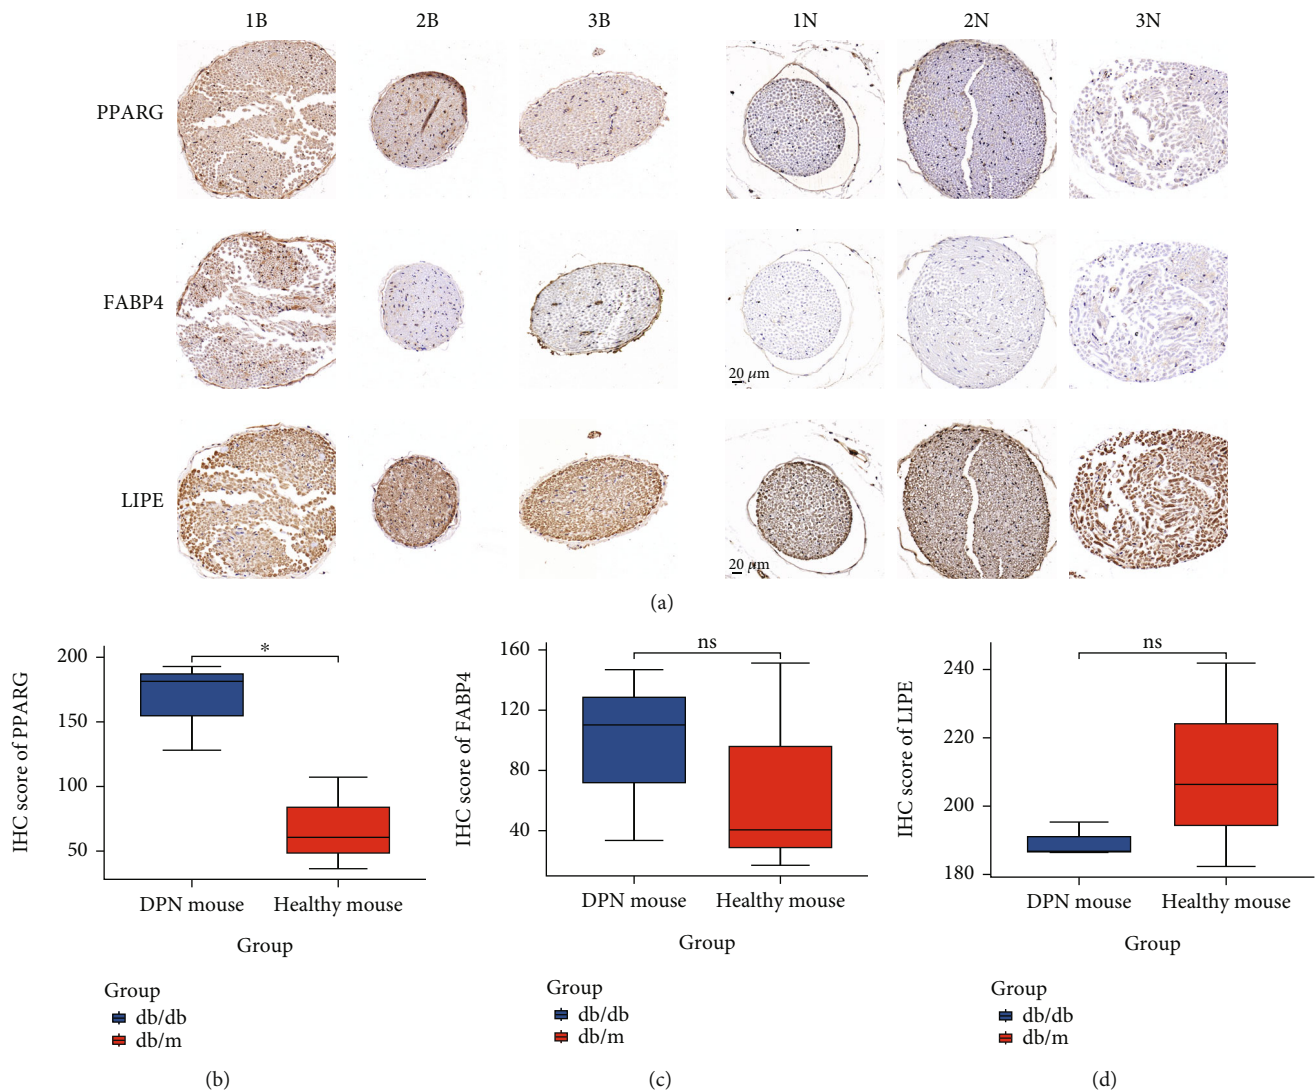 1B 2B 3B 1N 2N 3N
PPARG
FABP4
20 μm
LIPE
20 μm
(a)
IHC score of PPARG
200
150
100
50
*
DPN mouse Healthy mouse
Group
Group
db/db
db/m
(b)
IHC score of FABP4
160
120
80
40
ns
DPN mouse Healthy mouse
Group
Group
db/db
db/m
(c)
IHC score of LIPE
240
220
200
180
ns
DPN mouse Healthy mouse
Group
Group
db/db
db/m
(d)